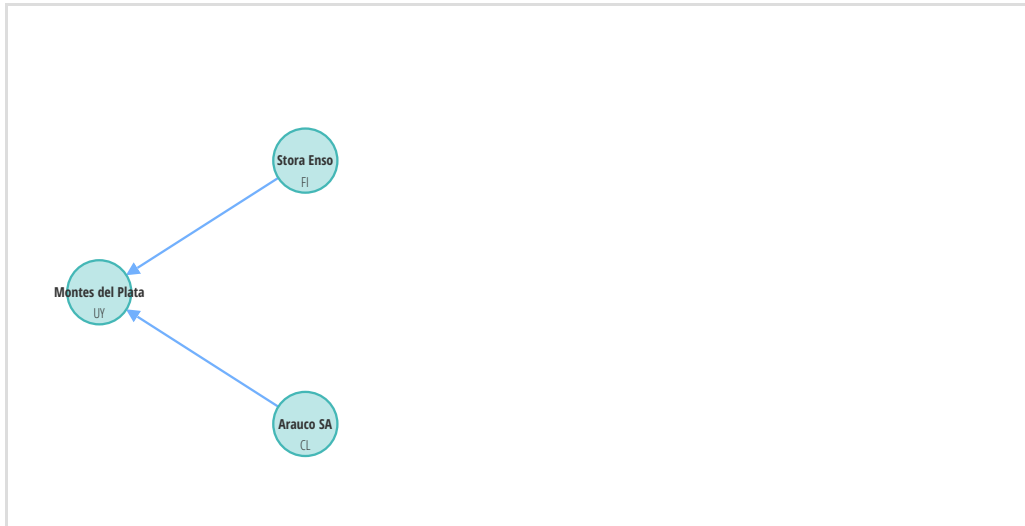 Stora Enso
FI
Montes del Plata
UY
Arauco SA
CL